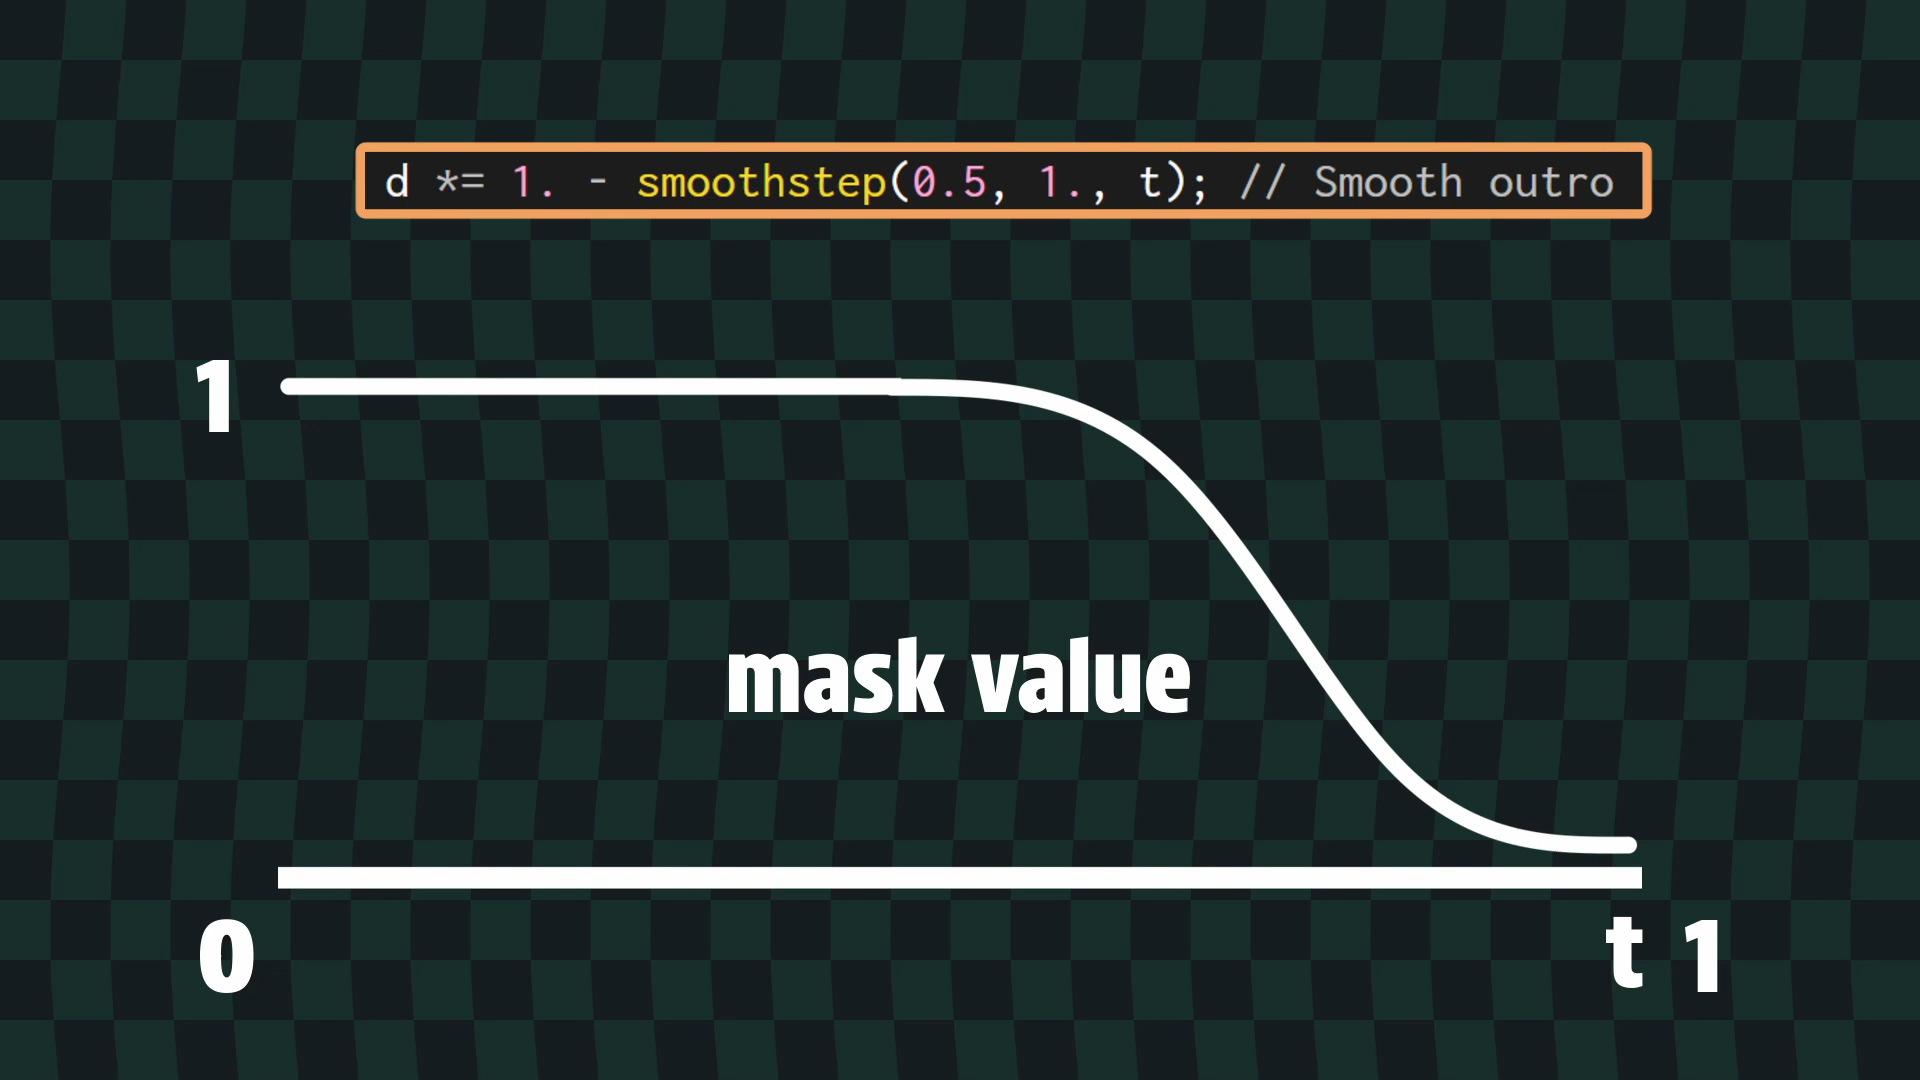 d *= 1. - smoothstep(0.5, 1., t); // Smooth outro
1
mask value
0
t 1